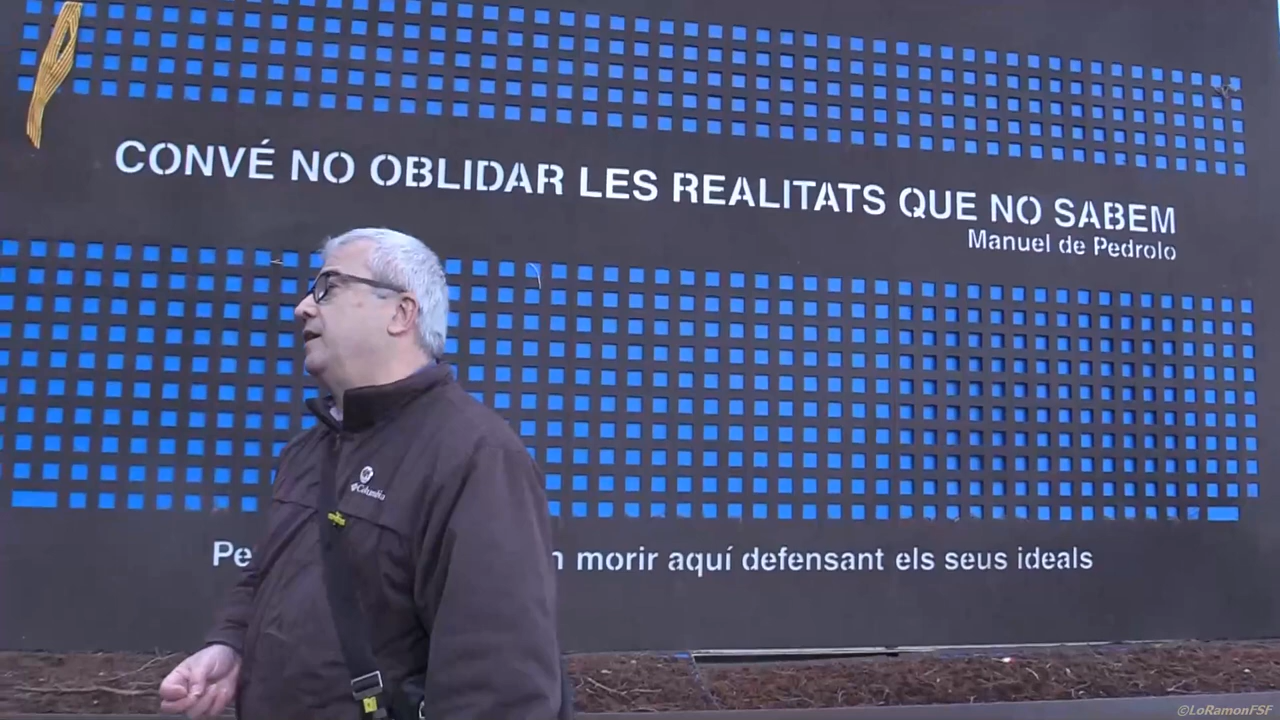 CONVÉ NO OBLIDAR LES REALITATS QUE NO SABEM
Manuel de Pedrolo
morir aquí defensant els seus ideals
Columbia
©LoRamonFSF